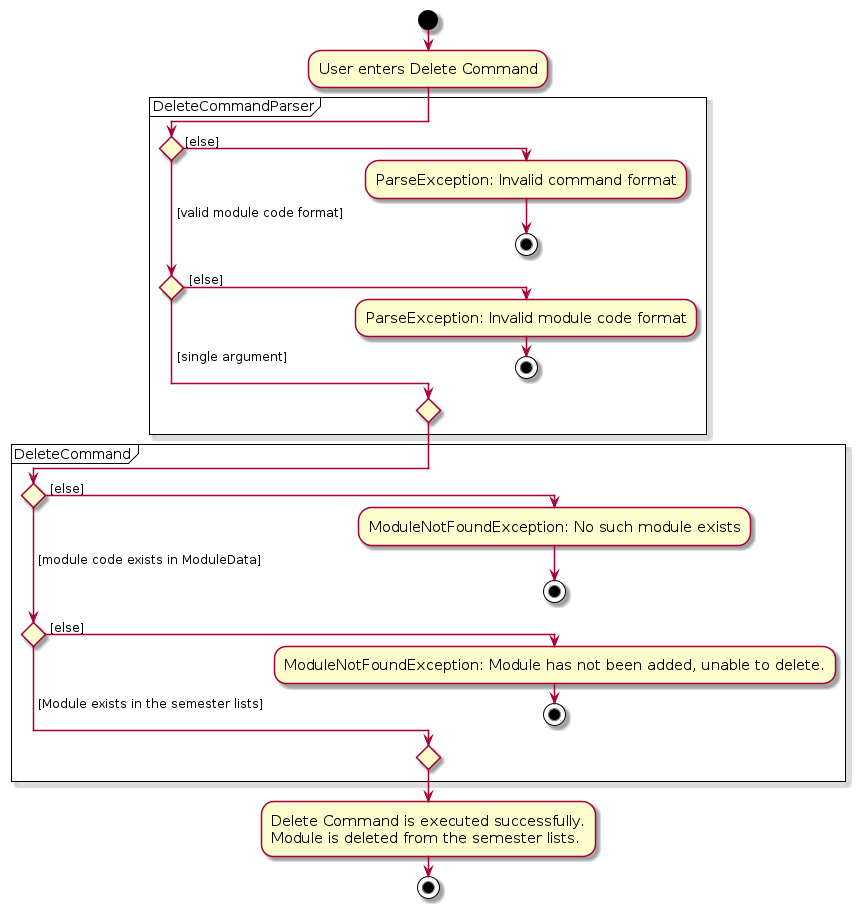 User enters Delete Command
DeleteCommandParser
[else]
ParseException: Invalid command format
[valid module code format]
[else]
ParseException: Invalid module code format
[single argument]
DeleteCommand
[else]
ModuleNotFoundException: No such module exists
[module code exists in ModuleData]
[else]
ModuleNotFoundException: Module has not been added, unable to delete.
[Module exists in the semester lists]
Delete Command is executed successfully.
Module is deleted from the semester lists.